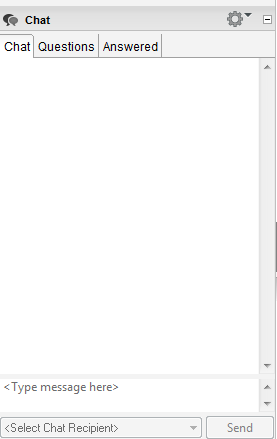 Chat
Chat Questions Answered
<Type message here>
<Select Chat Recipient> Send